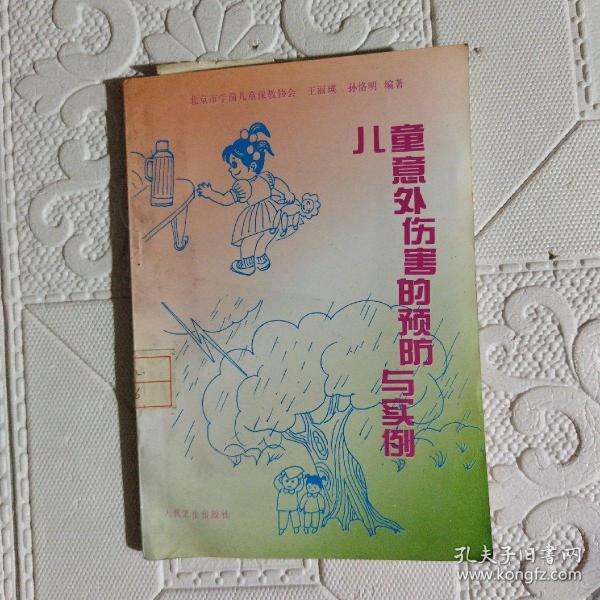 北京市学前儿童保教协会 王丽瑛 孙洛明 编著
儿童意外伤害的预防与实例
人民卫生出版社
孔夫子旧书网
www.kongfz.com